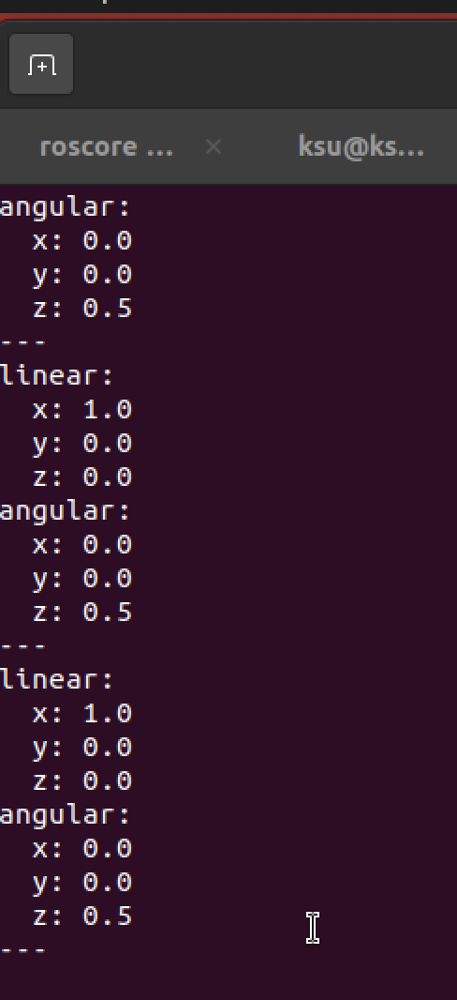 roscore ...
ksu@ks...
angular:
  x: 0.0
  y: 0.0
  z: 0.5
---
linear:
  x: 1.0
  y: 0.0
  z: 0.0
angular:
  x: 0.0
  y: 0.0
  z: 0.5
---
linear:
  x: 1.0
  y: 0.0
  z: 0.0
angular:
  x: 0.0
  y: 0.0
  z: 0.5
---